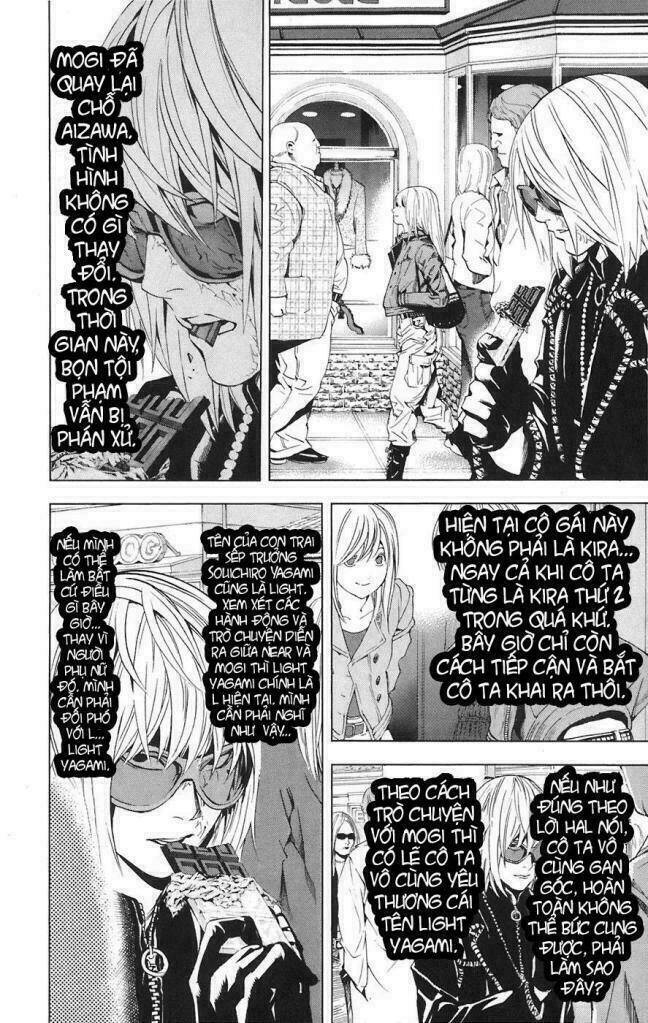 MOGI ĐÃ
QUAY LẠI
CHỖ
AIZAWA,
TÌNH
HÌNH
KHÔNG
CÓ GÌ
THAY
ĐỔI.
TRONG
THỜI
GIAN NÀY,
BỌN TỘI
PHẠM
VẪN BỊ
PHÁN XỬ.
HIỆN TẠI CÔ GÁI NÀY
KHÔNG PHẢI LÀ KIRA...
NGAY CẢ KHI CÔ TA
TỪNG LÀ KIRA THỨ 2
TRONG QUÁ KHỨ.
BÂY GIỜ CHỈ CÒN
CÁCH TIẾP CẬN VÀ BẮT
CÔ TA KHAI RA THÔI.
TÊN CỦA CON TRAI
SẾP TRƯỞNG
SOUICHIRO YAGAMI
CŨNG LÀ LIGHT.
XEM XÉT CÁC
HÀNH ĐỘNG VÀ
TRÒ CHUYỆN DIỄN
RA GIỮA NEAR VÀ
MOGI THÌ LIGHT
YAGAMI CHÍNH LÀ
L HIỆN TẠI. MÌNH
CẦN PHẢI NGHĨ
NHƯ VẬY...
NẾU MÌNH
CÓ THỂ
LÀM BẤT
CỨ ĐIỀU
GÌ BÂY
GIỜ...
THAY VÌ
NGƯỜI
PHỤ NỮ
ĐÓ, MÌNH
CẦN PHẢI
ĐỐI PHÓ
VỚI L...
LIGHT
YAGAMI.
NẾU NHƯ
ĐÚNG THEO
LỜI HAL NÓI,
CÔ TA VÔ
CÙNG GAN
GÓC, HOÀN
TOÀN KHÔNG
THỂ BỨC CUNG
ĐƯỢC, PHẢI
LÀM SAO
ĐÂY?
THEO CÁCH
TRÒ CHUYỆN
VỚI MOGI THÌ
CÓ LẼ CÔ TA
VÔ CÙNG YÊU
THƯƠNG CÁI
TÊN LIGHT
YAGAMI.